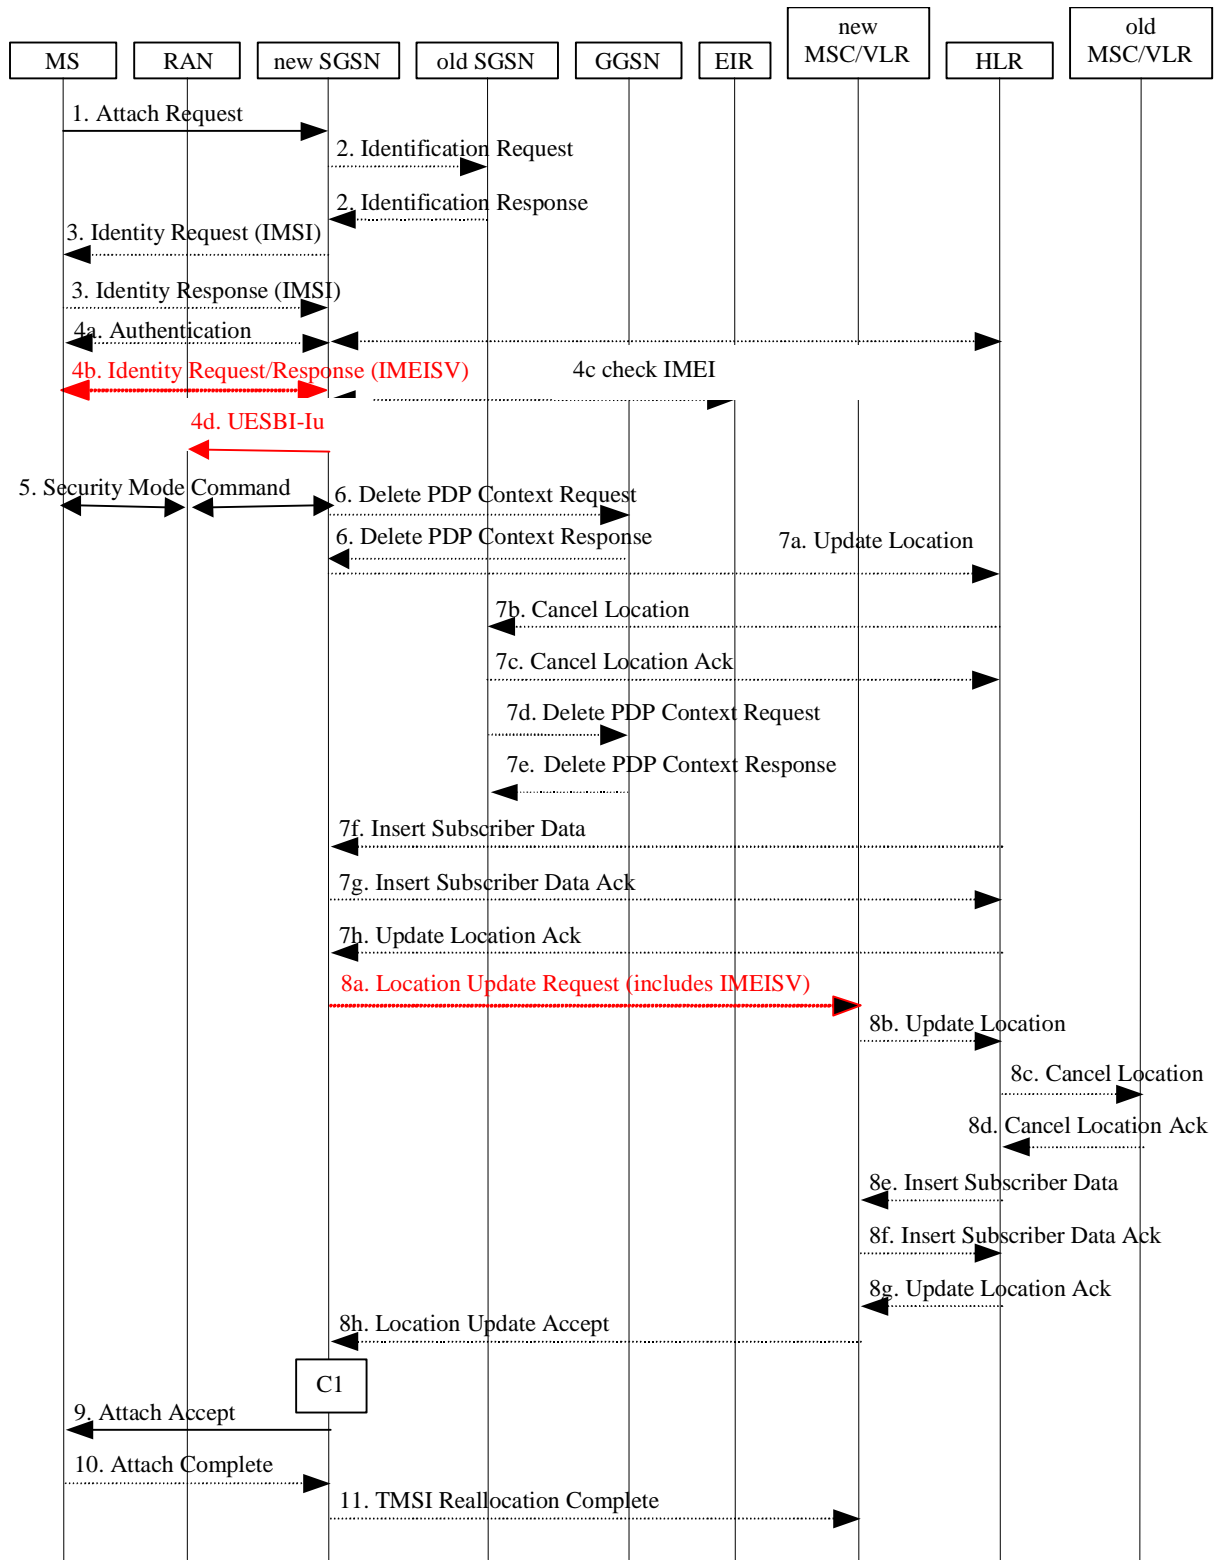 new
MSC/VLR
old
MSC/VLR
MS
RAN
new SGSN
old SGSN
GGSN
EIR
HLR
1. Attach Request
2. Identification Request
2. Identification Response
3. Identity Request (IMSI)
3. Identity Response (IMSI)
4a. Authentication
4b. Identity Request/Response (IMEISV)
4c check IMEI
4d. UESBI-Iu
5. Security Mode Command
6. Delete PDP Context Request
6. Delete PDP Context Response
7a. Update Location
7b. Cancel Location
7c. Cancel Location Ack
7d. Delete PDP Context Request
7e. Delete PDP Context Response
7f. Insert Subscriber Data
7g. Insert Subscriber Data Ack
7h. Update Location Ack
8a. Location Update Request (includes IMEISV)
8b. Update Location
8c. Cancel Location
8d. Cancel Location Ack
8e. Insert Subscriber Data
8f. Insert Subscriber Data Ack
8g. Update Location Ack
8h. Location Update Accept
C1
9. Attach Accept
10. Attach Complete
11. TMSI Reallocation Complete